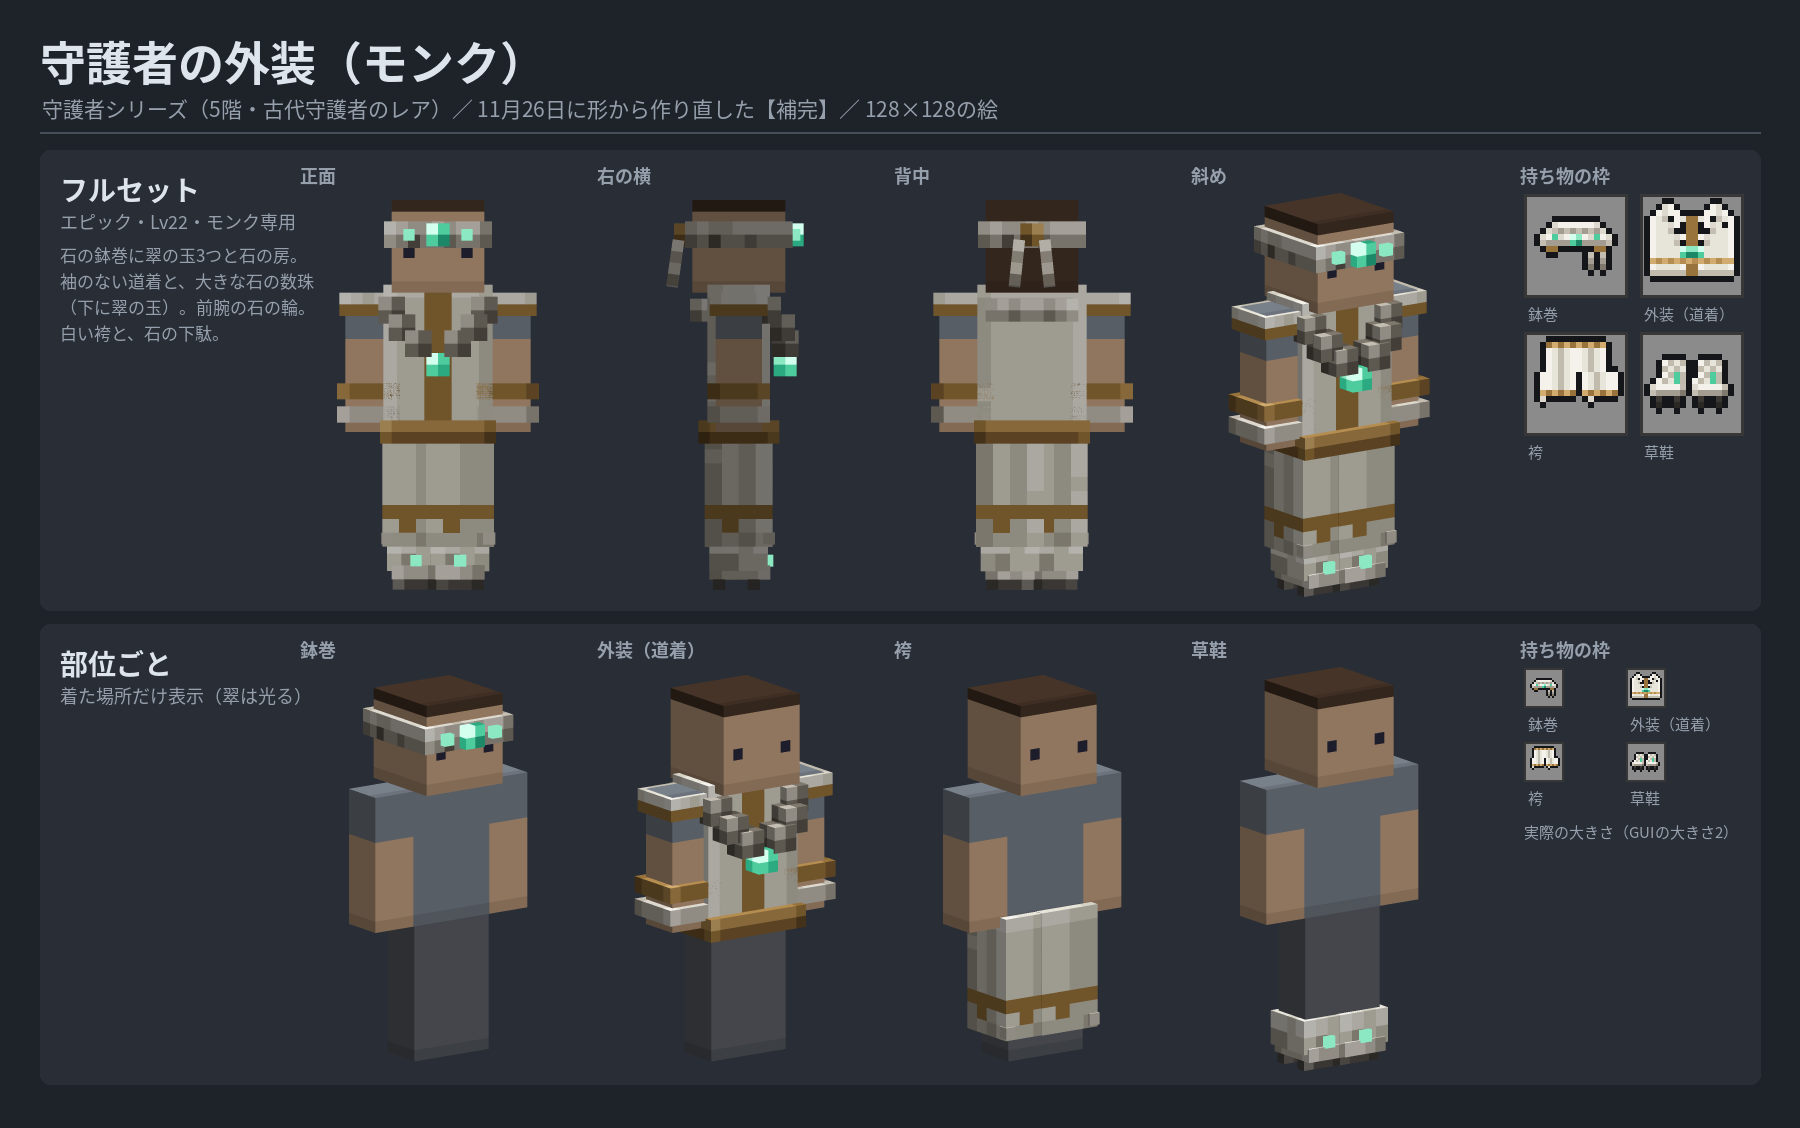 守護者の外装（モンク）
守護者シリーズ（5階・古代守護者のレア）／ 11月26日に形から作り直した【補完】／ 128×128の絵
フルセット
エピック・Lv22・モンク専用
石の鉢巻に翠の玉3つと石の房。
袖のない道着と、大きな石の数珠
（下に翠の玉）。前腕の石の輪。
白い袴と、石の下駄。
正面
右の横
背中
斜め
持ち物の枠
鉢巻
外装（道着）
袴
草鞋
部位ごと
着た場所だけ表示（翠は光る）
鉢巻
外装（道着）
袴
草鞋
持ち物の枠
鉢巻
外装（道着）
袴
草鞋
実際の大きさ（GUIの大きさ2）